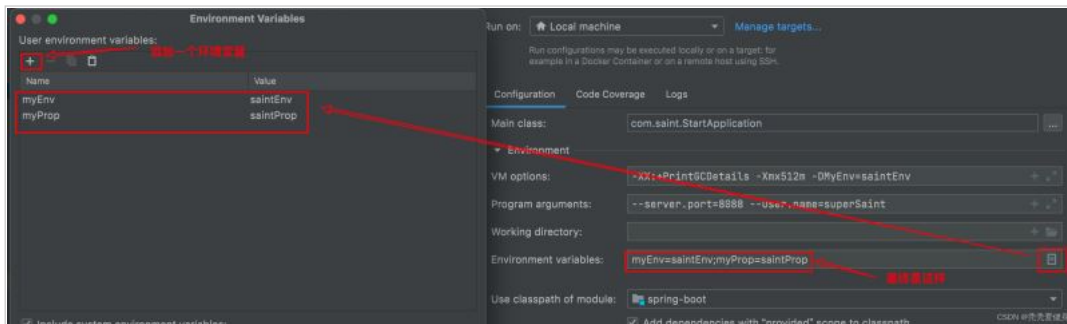 Environment Variables
User environment variables:
添加一个环境变量
Name Value
myEnv saintEnv
myProp saintProp
Include custom environment variables:
Run on: Local machine Manage targets...
Run configurations may be executed locally or on a target: for
example in a Docker Container or on a remote host using SSH.
Configuration Code Coverage Logs
Main class: com.saint.StartApplication
Environment
VM options: -XX:+PrintGCDetails -Xmx512m -DMyEnv=saintEnv
Program arguments: --server.port=8888 --user.name=superSaint
Working directory:
Environment variables: myEnv=saintEnv;myProp=saintProp
Use classpath of module: spring-boot
Add dependencies with "provided" scope to classpath